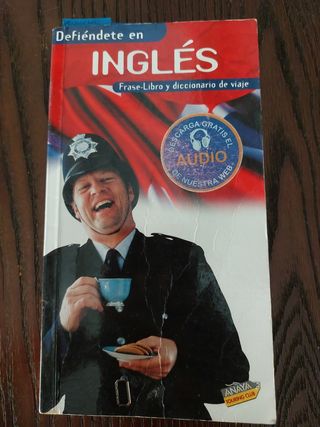 Defiéndete en
INGLÉS
Frase-Libro y diccionario de viaje
DESCARGA GRATIS EL
AUDIO
DE NUESTRA WEB
ANAYA
TOURING CLUB